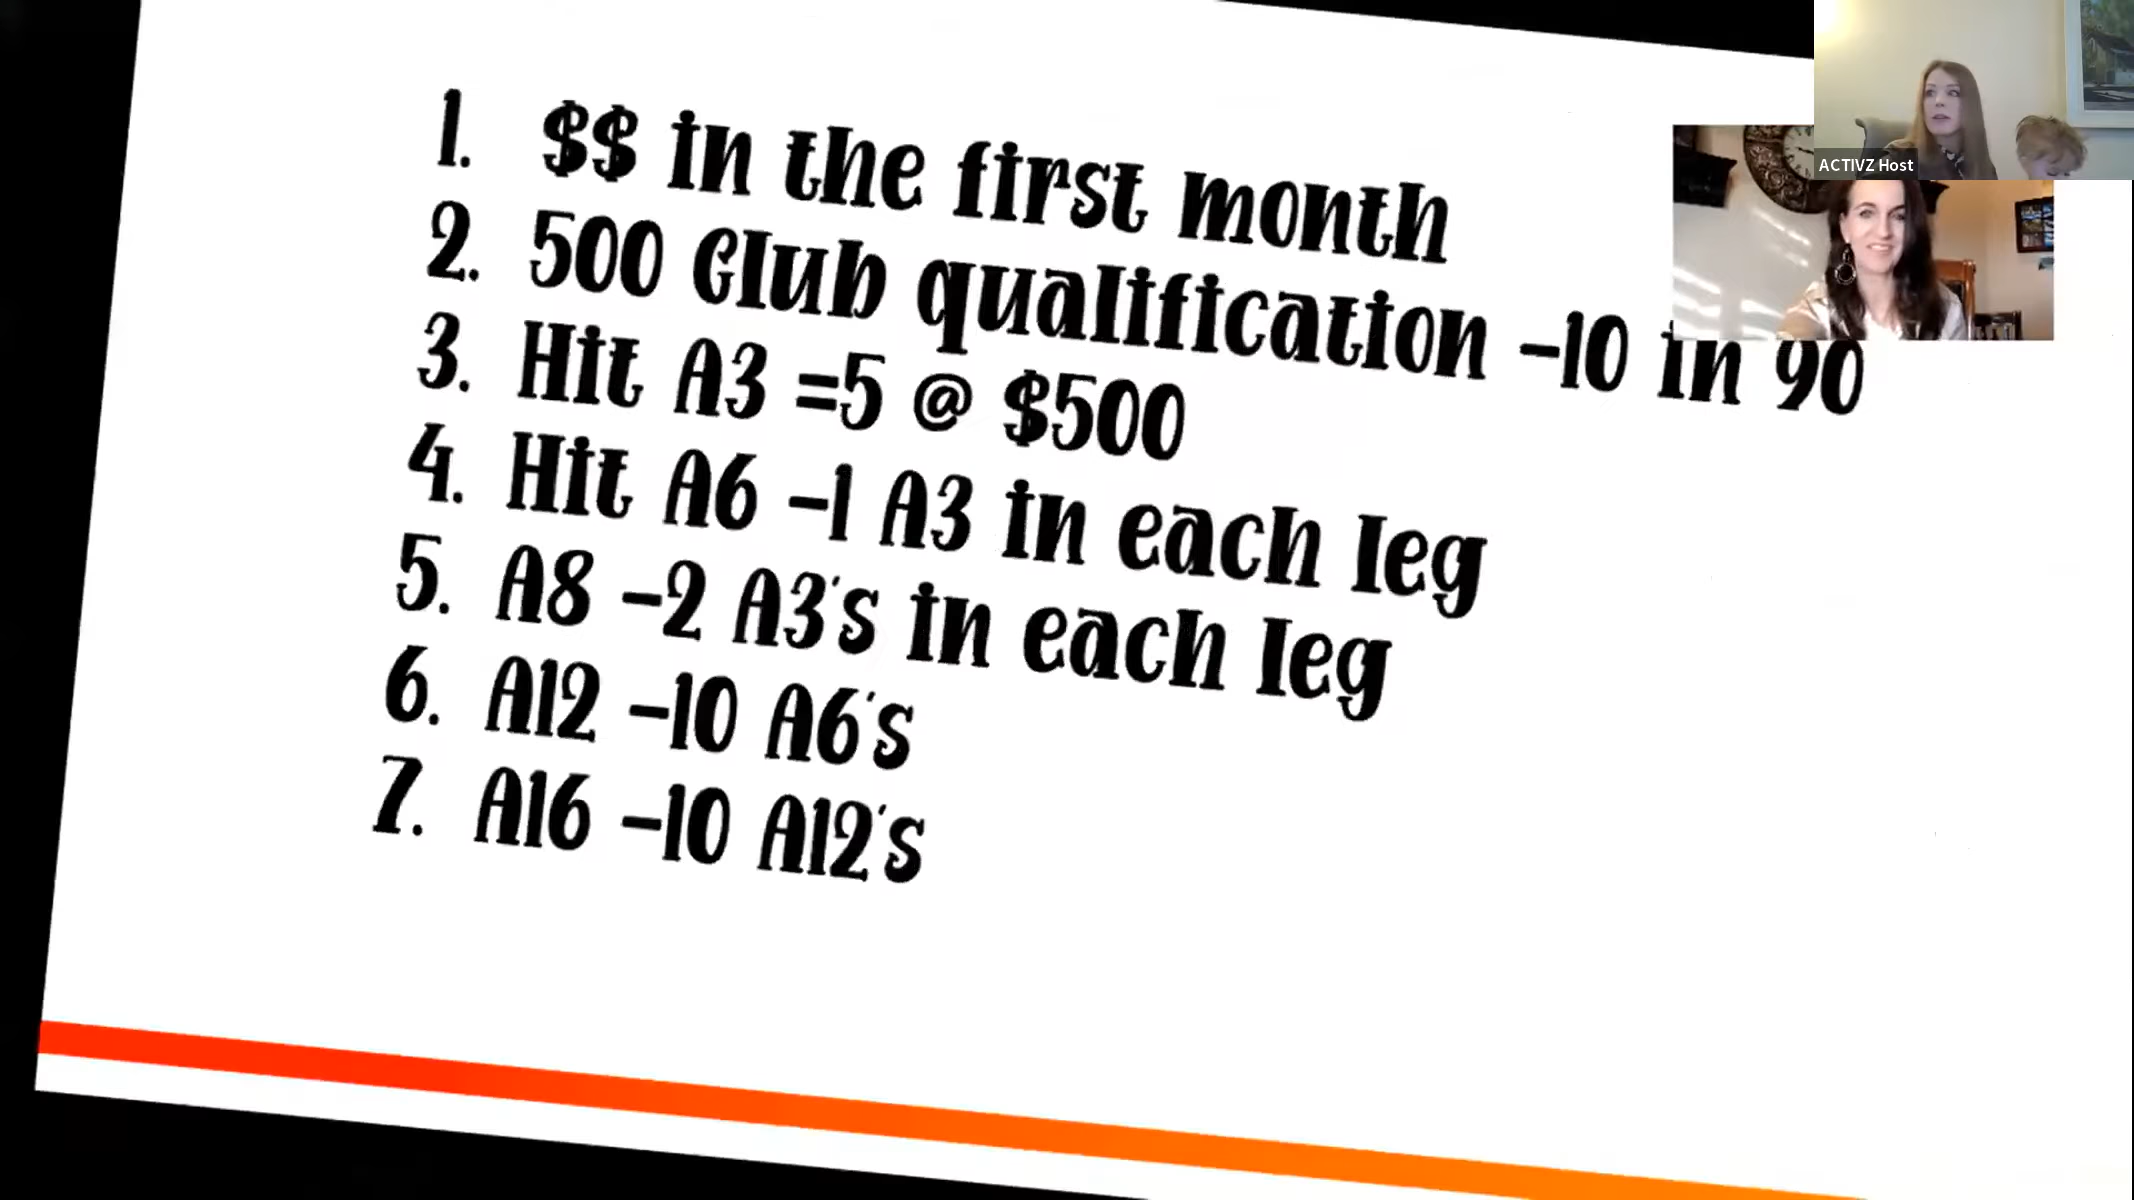 1. $$ in the first month
2. 500 Club qualification -10 in 90
3. Hit A3 =5 @ $500
4. Hit A6 -1 A3 in each leg
5. A8 -2 A3's in each leg
6. A12 -10 A6's
7. A16 -10 A12's
ACTIVZ Host